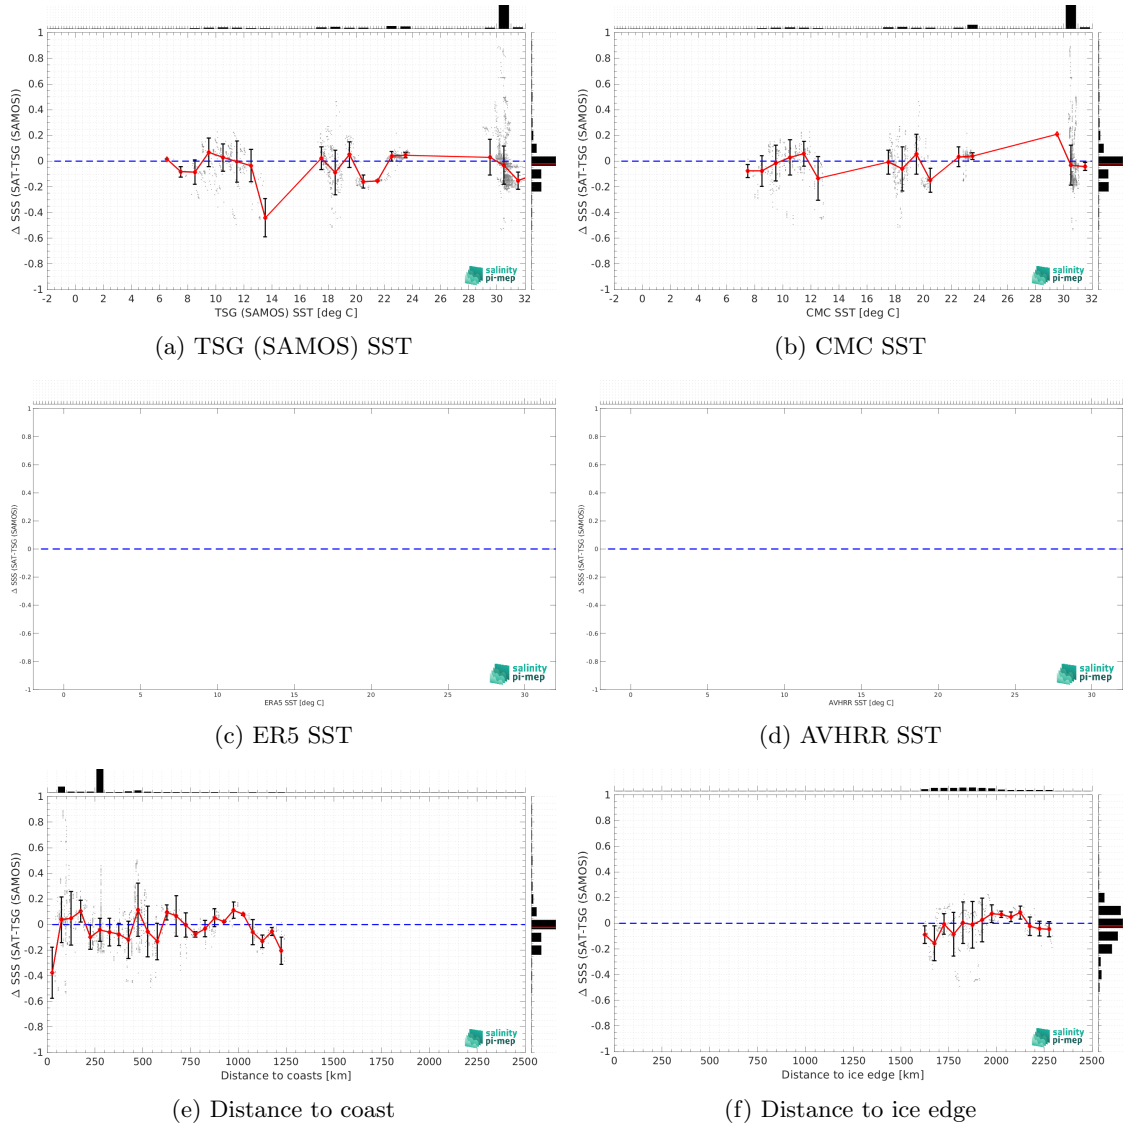 1
0.8
0.6
0.4
0.2
0
-0.2
-0.4
-0.6
-0.8
-1
Δ SSS (SAT-TSG (SAMOS))
-2 0 2 4 6 8 10 12 14 16 18 20 22 24 26 28 30 32
TSG (SAMOS) SST [deg C]
salinity
pi-mep
(a) TSG (SAMOS) SST
1
0.8
0.6
0.4
0.2
0
-0.2
-0.4
-0.6
-0.8
-1
Δ SSS (SAT-TSG (SAMOS))
-2 0 2 4 6 8 10 12 14 16 18 20 22 24 26 28 30 32
CMC SST [deg C]
salinity
pi-mep
(b) CMC SST
1
0.8
0.6
0.4
0.2
0
-0.2
-0.4
-0.6
-0.8
-1
Δ SSS (SAT-TSG (SAMOS))
0 5 10 15 20 25 30
ERA5 SST [deg C]
salinity
pi-mep
(c) ER5 SST
1
0.8
0.6
0.4
0.2
0
-0.2
-0.4
-0.6
-0.8
-1
Δ SSS (SAT-TSG (SAMOS))
0 5 10 15 20 25 30
AVHRR SST [deg C]
salinity
pi-mep
(d) AVHRR SST
1
0.8
0.6
0.4
0.2
0
-0.2
-0.4
-0.6
-0.8
-1
Δ SSS (SAT-TSG (SAMOS))
0 250 500 750 1000 1250 1500 1750 2000 2250 2500
Distance to coasts [km]
salinity
pi-mep
(e) Distance to coast
1
0.8
0.6
0.4
0.2
0
-0.2
-0.4
-0.6
-0.8
-1
Δ SSS (SAT-TSG (SAMOS))
0 250 500 750 1000 1250 1500 1750 2000 2250 2500
Distance to ice edge [km]
salinity
pi-mep
(f) Distance to ice edge